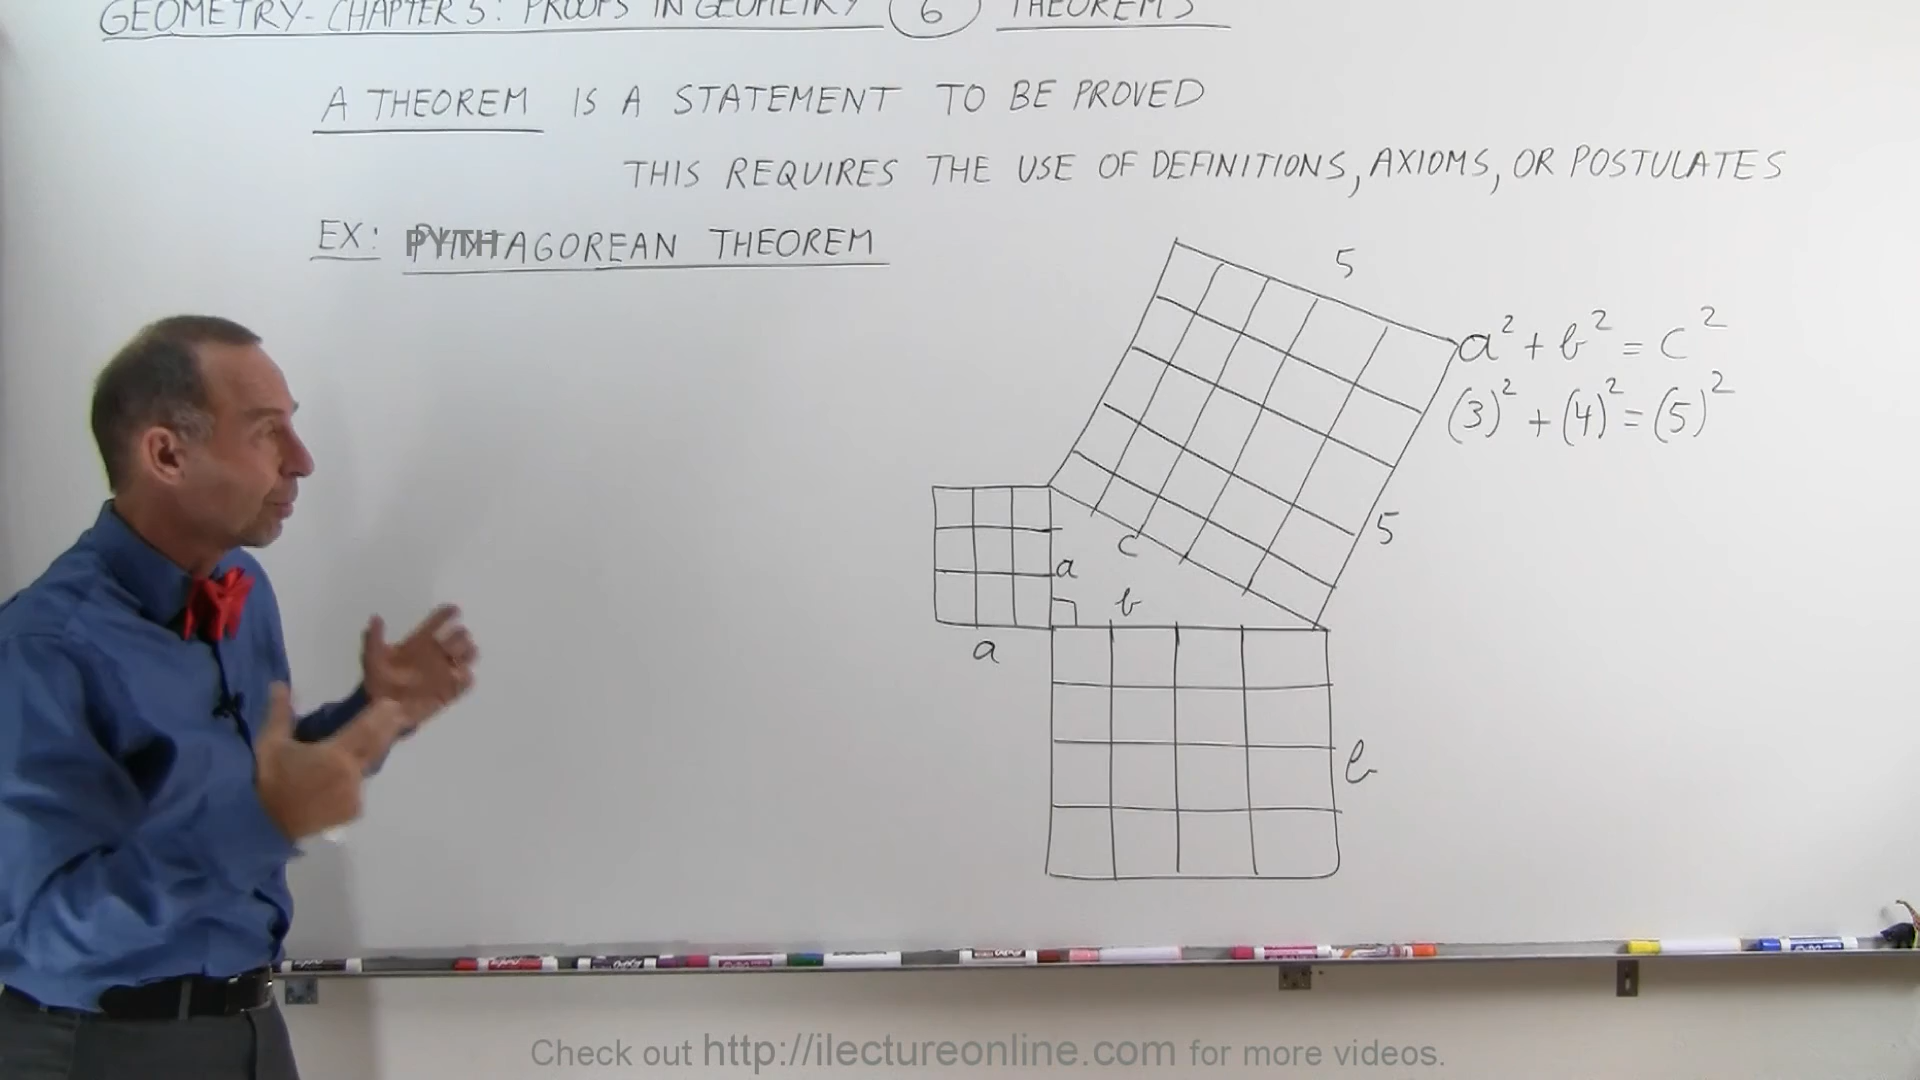 GEOMETRY - CHAPTER 5: PROOFS IN GEOMETRY 6 THEOREMS
A THEOREM IS A STATEMENT TO BE PROVED
THIS REQUIRES THE USE OF DEFINITIONS, AXIOMS, OR POSTULATES
EX: PYTHAGOREAN THEOREM
5
a² + b² = c²
(3)² + (4)² = (5)²
5
c
a
b
a
b
Check out http://ilectureonline.com for more videos.